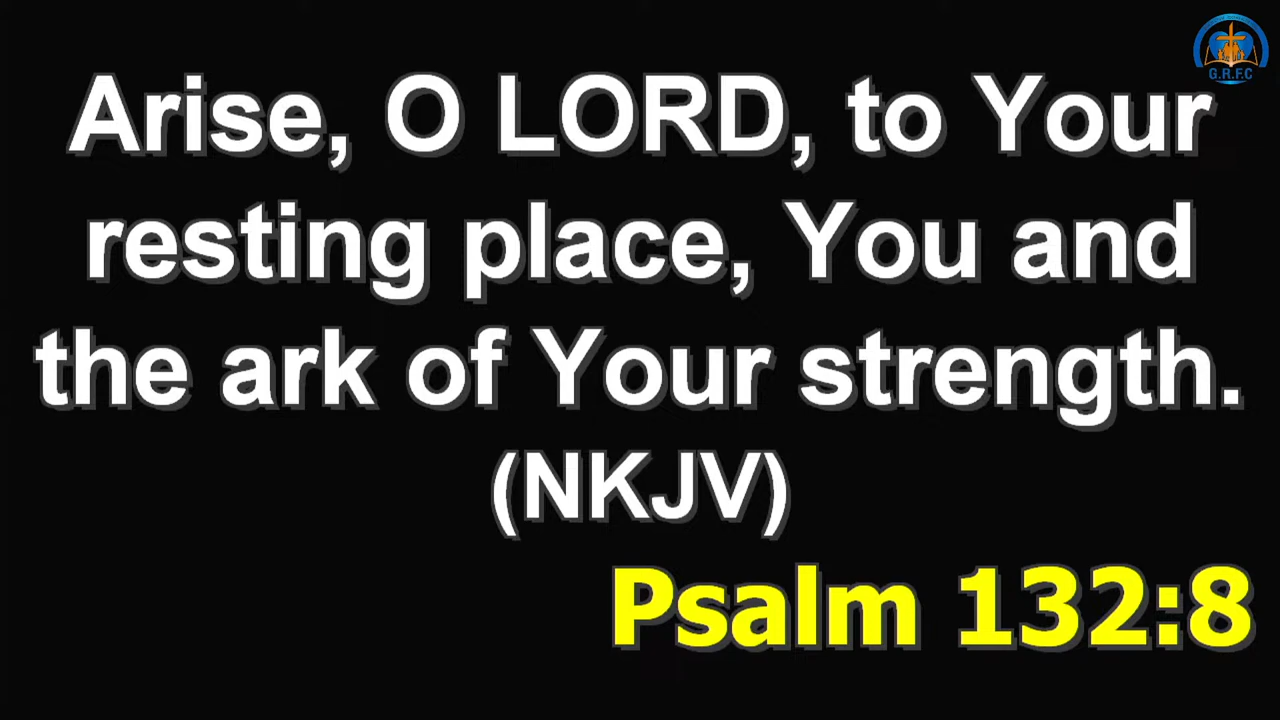 G.R.F.C
Arise, O LORD, to Your
resting place, You and
the ark of Your strength.
(NKJV)
Psalm 132:8